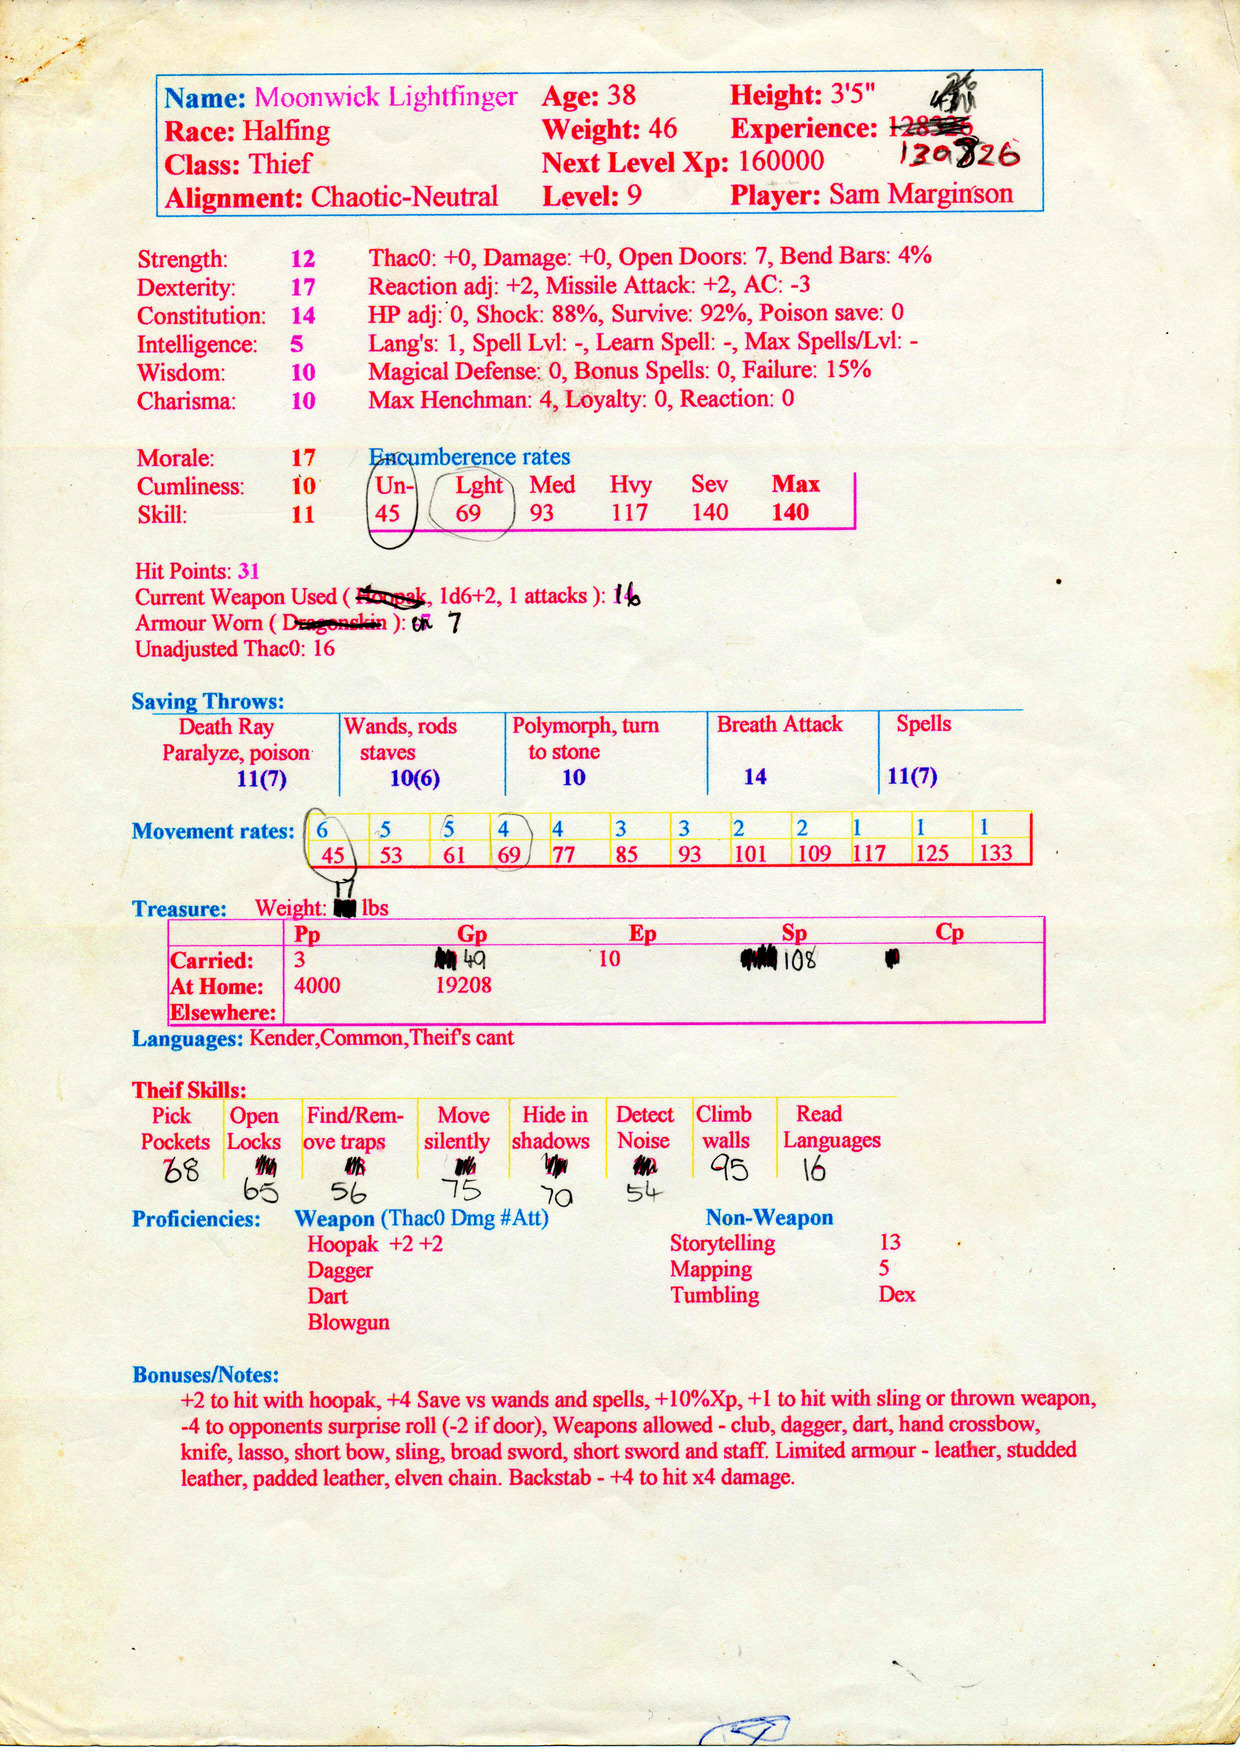 Name: Moonwick Lightfinger Age: 38 Height: 3'5"
Race: Halfing Weight: 46 Experience: 128326
Class: Thief Next Level Xp: 160000 130826
Alignment: Chaotic-Neutral Level: 9 Player: Sam Marginson
Strength: 12 Thac0: +0, Damage: +0, Open Doors: 7, Bend Bars: 4%
Dexterity: 17 Reaction adj: +2, Missile Attack: +2, AC: -3
Constitution: 14 HP adj: 0, Shock: 88%, Survive: 92%, Poison save: 0
Intelligence: 5 Lang's: 1, Spell Lvl: -, Learn Spell: -, Max Spells/Lvl: -
Wisdom: 10 Magical Defense: 0, Bonus Spells: 0, Failure: 15%
Charisma: 10 Max Henchman: 4, Loyalty: 0, Reaction: 0
Morale: 17 Encumberence rates
Cumliness: 10 Un- Lght Med Hvy Sev Max
Skill: 11 45 69 93 117 140 140
Hit Points: 31
Current Weapon Used ( Hoopak, 1d6+2, 1 attacks ): 16
Armour Worn ( Dragonskin ): 7
Unadjusted Thac0: 16
Saving Throws:
Death Ray Wands, rods Polymorph, turn Breath Attack Spells
Paralyze, poison staves to stone
11(7) 10(6) 10 14 11(7)
Movement rates: 6 5 5 4 4 3 3 2 2 1 1 1
45 53 61 69 77 85 93 101 109 117 125 133
17
Treasure: Weight: lbs
Pp Gp Ep Sp Cp
Carried: 3 49 10 108
At Home: 4000 19208
Elsewhere:
Languages: Kender,Common,Theif's cant
Theif Skills:
Pick Open Find/Rem- Move Hide in Detect Climb Read
Pockets Locks ove traps silently shadows Noise walls Languages
68 95 16
65 56 75 70 54
Proficiencies: Weapon (Thac0 Dmg #Att) Non-Weapon
Hoopak +2 +2 Storytelling 13
Dagger Mapping 5
Dart Tumbling Dex
Blowgun
Bonuses/Notes:
+2 to hit with hoopak, +4 Save vs wands and spells, +10%Xp, +1 to hit with sling or thrown weapon,
-4 to opponents surprise roll (-2 if door), Weapons allowed - club, dagger, dart, hand crossbow,
knife, lasso, short bow, sling, broad sword, short sword and staff. Limited armour - leather, studded
leather, padded leather, elven chain. Backstab - +4 to hit x4 damage.